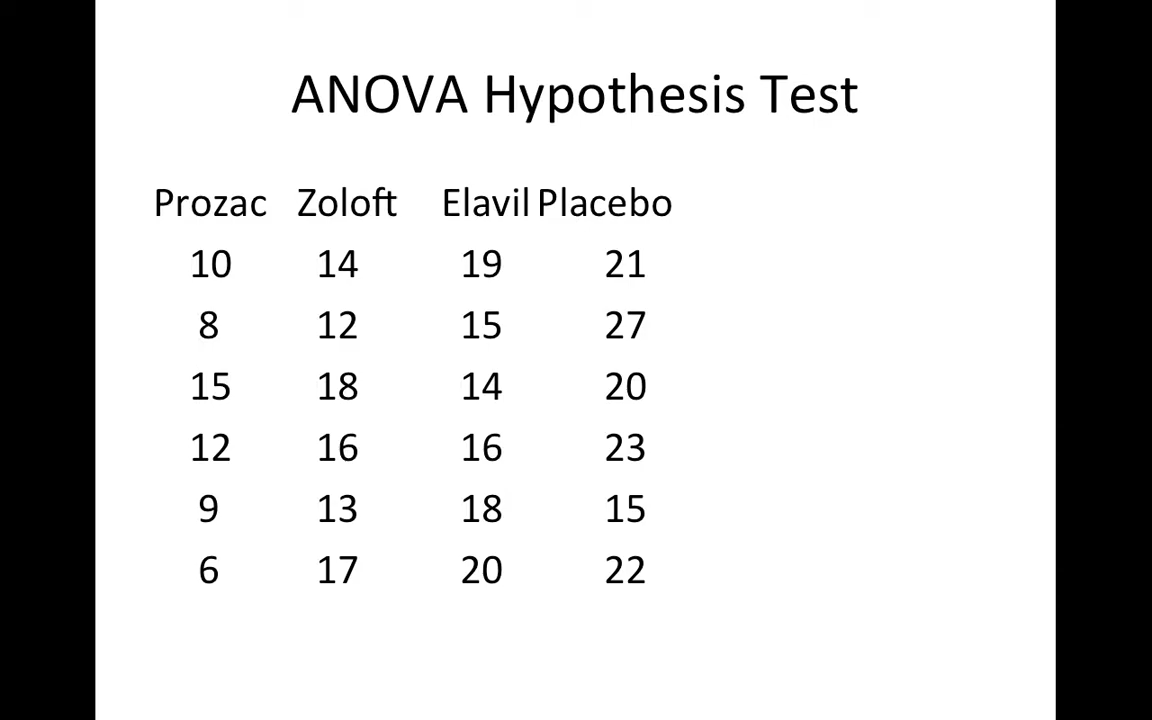 ANOVA Hypothesis Test
Prozac Zoloft Elavil Placebo
10 14 19 21
8 12 15 27
15 18 14 20
12 16 16 23
9 13 18 15
6 17 20 22